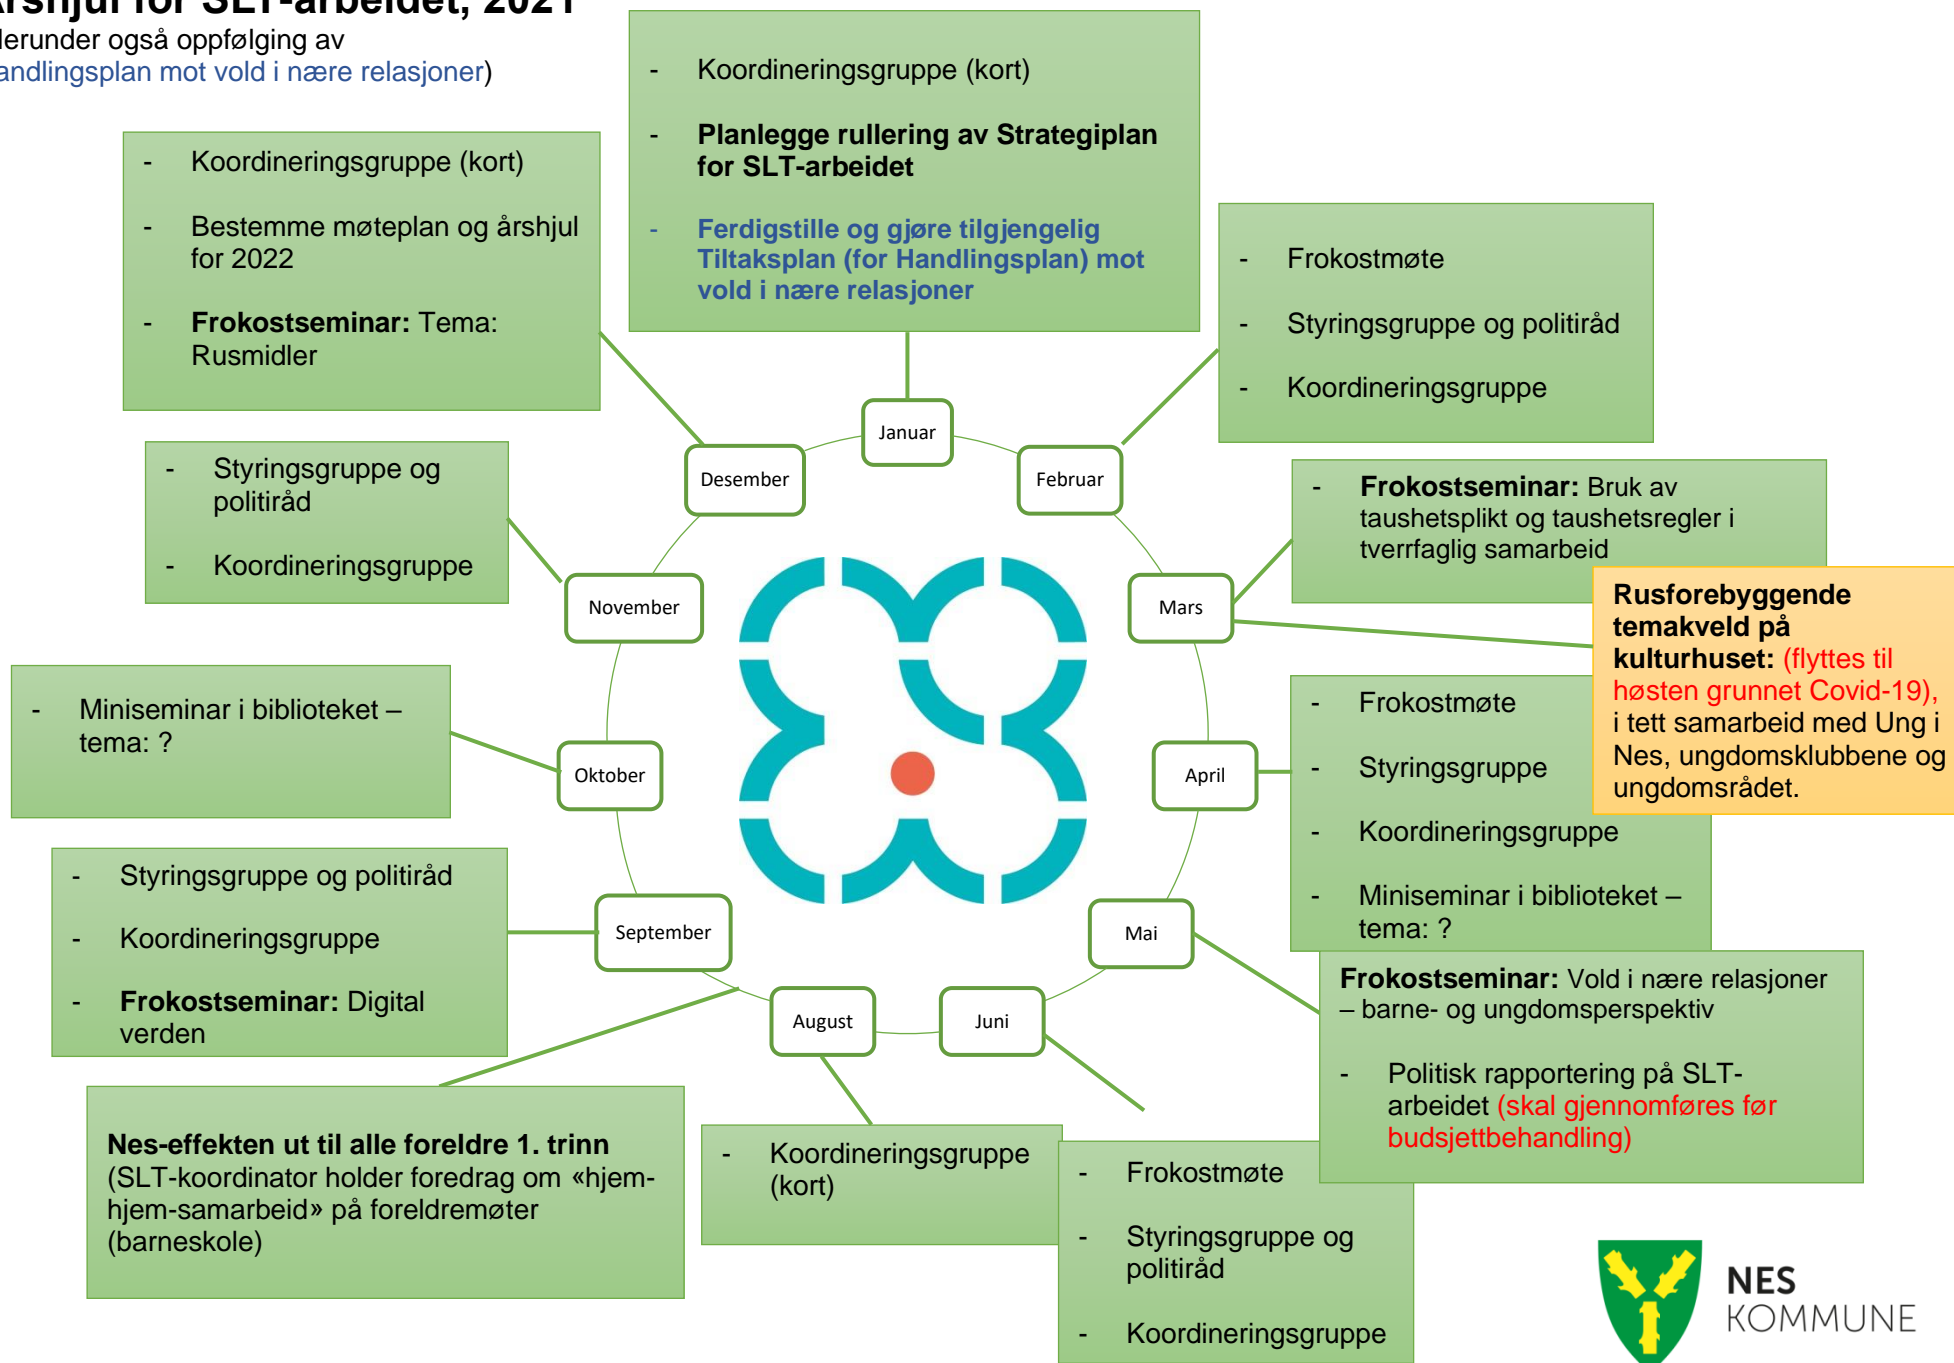 Årshjul for SLT-arbeidet, 2021
erunder også oppfølging av
andlingsplan mot vold i nære relasjoner)
- Koordineringsgruppe (kort)
- Planlegge rullering av Strategiplan
for SLT-arbeidet
- Ferdigstille og gjøre tilgjengelig
Tiltaksplan (for Handlingsplan) mot
vold i nære relasjoner
- Frokostmøte
- Styringsgruppe og politiråd
- Koordineringsgruppe
- Frokostseminar: Bruk av
taushetsplikt og taushetsregler i
tverrfaglig samarbeid
Rusforebyggende
temakveld på
kulturhuset: (flyttes til
høsten grunnet Covid-19),
i tett samarbeid med Ung i
Nes, ungdomsklubbene og
ungdomsrådet.
- Frokostmøte
- Styringsgruppe
- Koordineringsgruppe
- Miniseminar i biblioteket –
tema: ?
Frokostseminar: Vold i nære relasjoner
– barne- og ungdomsperspektiv
- Politisk rapportering på SLT-
arbeidet (skal gjennomføres før
budsjettbehandling)
- Frokostmøte
- Styringsgruppe og
politiråd
- Koordineringsgruppe
- Koordineringsgruppe
(kort)
Nes-effekten ut til alle foreldre 1. trinn
(SLT-koordinator holder foredrag om «hjem-
hjem-samarbeid» på foreldremøter
(barneskole)
- Styringsgruppe og politiråd
- Koordineringsgruppe
- Frokostseminar: Digital
verden
- Miniseminar i biblioteket –
tema: ?
- Styringsgruppe og
politiråd
- Koordineringsgruppe
- Koordineringsgruppe (kort)
- Bestemme møteplan og årshjul
for 2022
- Frokostseminar: Tema:
Rusmidler
Januar
Februar
Mars
April
Mai
Juni
August
September
Oktober
November
Desember
NES
KOMMUNE